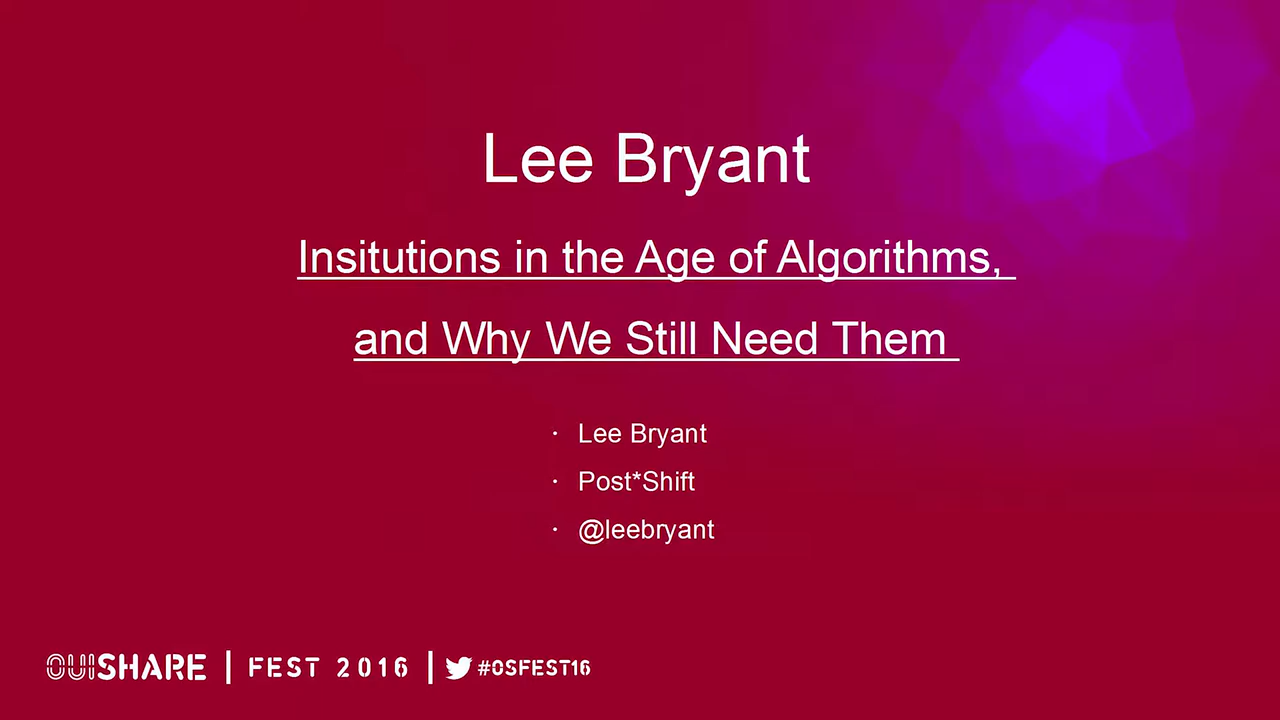 Lee Bryant
Insitutions in the Age of Algorithms,
and Why We Still Need Them
· Lee Bryant
· Post*Shift
· @leebryant
OUISHARE | FEST 2016 | #OSFEST16